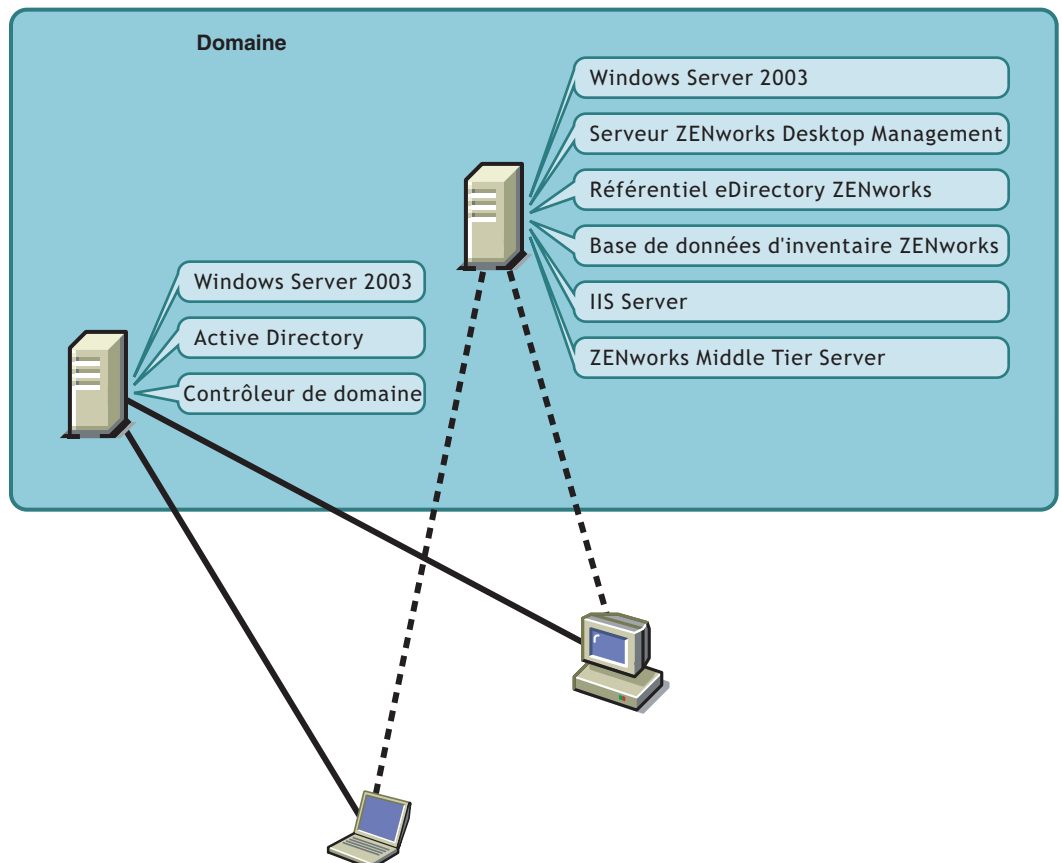 Domaine
Windows Server 2003
Serveur ZENworks Desktop Management
Référentiel eDirectory ZENworks
Base de données d'inventaire ZENworks
IIS Server
ZENworks Middle Tier Server
Windows Server 2003
Active Directory
Contrôleur de domaine